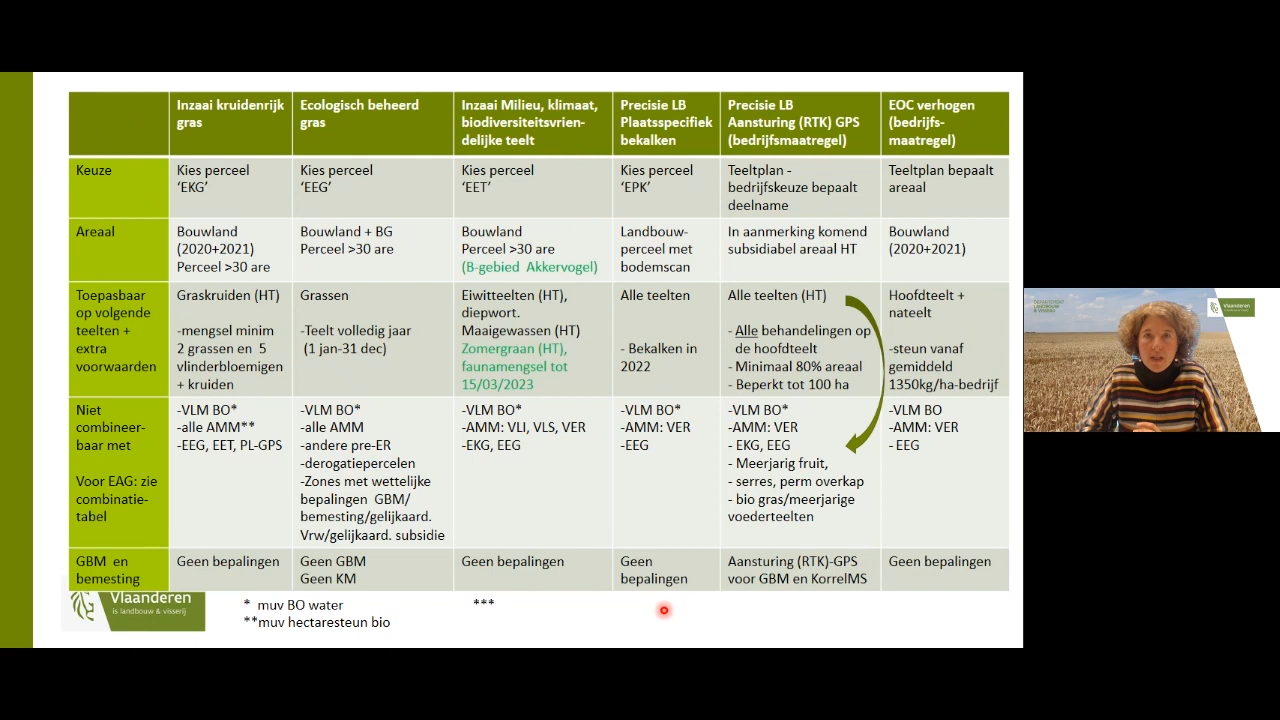 Inzaai kruidenrijk
gras
Ecologisch beheerd
gras
Inzaai Milieu, klimaat,
biodiversiteitsvrien-
delijke teelt
Precisie LB
Plaatsspecifiek
bekalken
Precisie LB
Aansturing (RTK) GPS
(bedrijfsmaatregel)
EOC verhogen
(bedrijfs-
maatregel)
Keuze
Kies perceel
‘EKG’
Kies perceel
‘EEG’
Kies perceel
‘EET’
Kies perceel
‘EPK’
Teeltplan -
bedrijfskeuze bepaalt
deelname
Teeltplan bepaalt
areaal
Areaal
Bouwland
(2020+2021)
Perceel >30 are
Bouwland + BG
Perceel >30 are
Bouwland
Perceel >30 are
(B-gebied Akkervogel)
Landbouw-
perceel met
bodemscan
In aanmerking komend
subsidiabel areaal HT
Bouwland
(2020+2021)
Toepasbaar
op volgende
teelten +
extra
voorwaarden
Graskruiden (HT)
-mengsel minim
2 grassen en 5
vlinderbloemigen
+ kruiden
Grassen
-Teelt volledig jaar
(1 jan-31 dec)
Eiwitteelten (HT),
diepwort.
Maaigewassen (HT)
Zomergraan (HT),
faunamengsel tot
15/03/2023
Alle teelten
- Bekalken in
2022
Alle teelten (HT)
- Alle behandelingen op
de hoofdteelt
- Minimaal 80% areaal
- Beperkt tot 100 ha
Hoofdteelt +
nateelt
-steun vanaf
gemiddeld
1350kg/ha-bedrijf
Niet
combineer-
baar met
Voor EAG: zie
combinatie-
tabel
-VLM BO*
-alle AMM**
-EEG, EET, PL-GPS
-VLM BO*
-alle AMM
-andere pre-ER
-derogatiepercelen
-Zones met wettelijke
bepalingen GBM/
bemesting/gelijkaard.
Vrw/gelijkaard. subsidie
-VLM BO*
-AMM: VLI, VLS, VER
-EKG, EEG
-VLM BO*
-AMM: VER
-EEG
-VLM BO*
-AMM: VER
- EKG, EEG
- Meerjarig fruit,
- serres, perm overkap
- bio gras/meerjarige
voederteelten
-VLM BO
-AMM: VER
- EEG
GBM en
bemesting
Geen bepalingen
Geen GBM
Geen KM
Geen bepalingen
Geen
bepalingen
Aansturing (RTK)-GPS
voor GBM en KorrelMS
Geen bepalingen
Vlaanderen
is landbouw & visserij
* muv BO water
**muv hectaresteun bio
***
DEPARTEMENT
LANDBOUW
& VISSERIJ
Vlaanderen